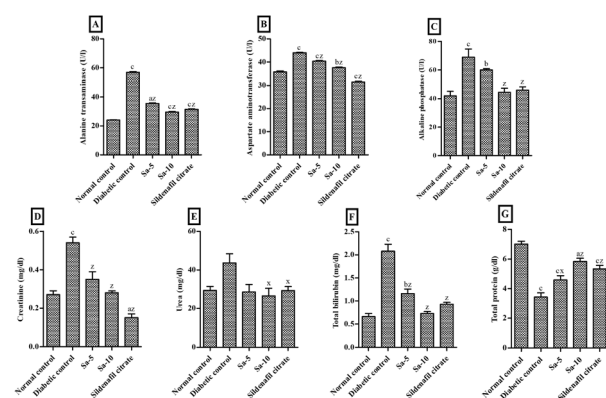 A
Alanine transaminase (U/l)
80
60
40
20
0
c
az
cz
cz
Normal control
Diabetic control
Sa-5
Sa-10
Sildenafil citrate
B
Aspartate aminotransferase (U/l)
50
40
30
20
10
0
c
cz
bz
cz
Normal control
Diabetic control
Sa-5
Sa-10
Sildenafil citrate
C
Alkaline phosphatase (U/l)
80
60
40
20
0
c
b
z
z
Normal control
Diabetic control
Sa-5
Sa-10
Sildenafil citrate
D
Creatinine (mg/dl)
0.6
0.4
0.2
0.0
c
z
z
az
Normal control
Diabetic control
Sa-5
Sa-10
Sildenafil citrate
E
Urea (mg/dl)
80
60
40
20
0
x
x
Normal control
Diabetic control
Sa-5
Sa-10
Sildenafil citrate
F
Total bilirubin (mg/dl)
2.5
2.0
1.5
1.0
0.5
0.0
c
bz
z
z
Normal control
Diabetic control
Sa-5
Sa-10
Sildenafil citrate
G
Total protein (g/dl)
8
6
4
2
0
c
cx
az
cz
Normal control
Diabetic control
Sa-5
Sa-10
Sildenafil citrate